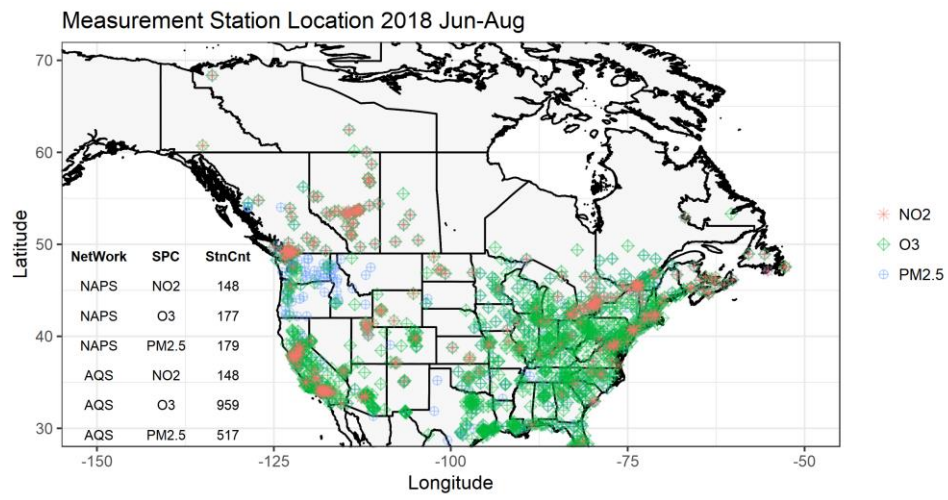 Measurement Station Location 2018 Jun-Aug
70
60
50
40
30
Latitude
NetWork SPC StnCnt
NAPS NO2 148
NAPS O3 177
NAPS PM2.5 179
AQS NO2 148
AQS O3 959
AQS PM2.5 517
-150 -125 -100 -75 -50
Longitude
NO2
O3
PM2.5